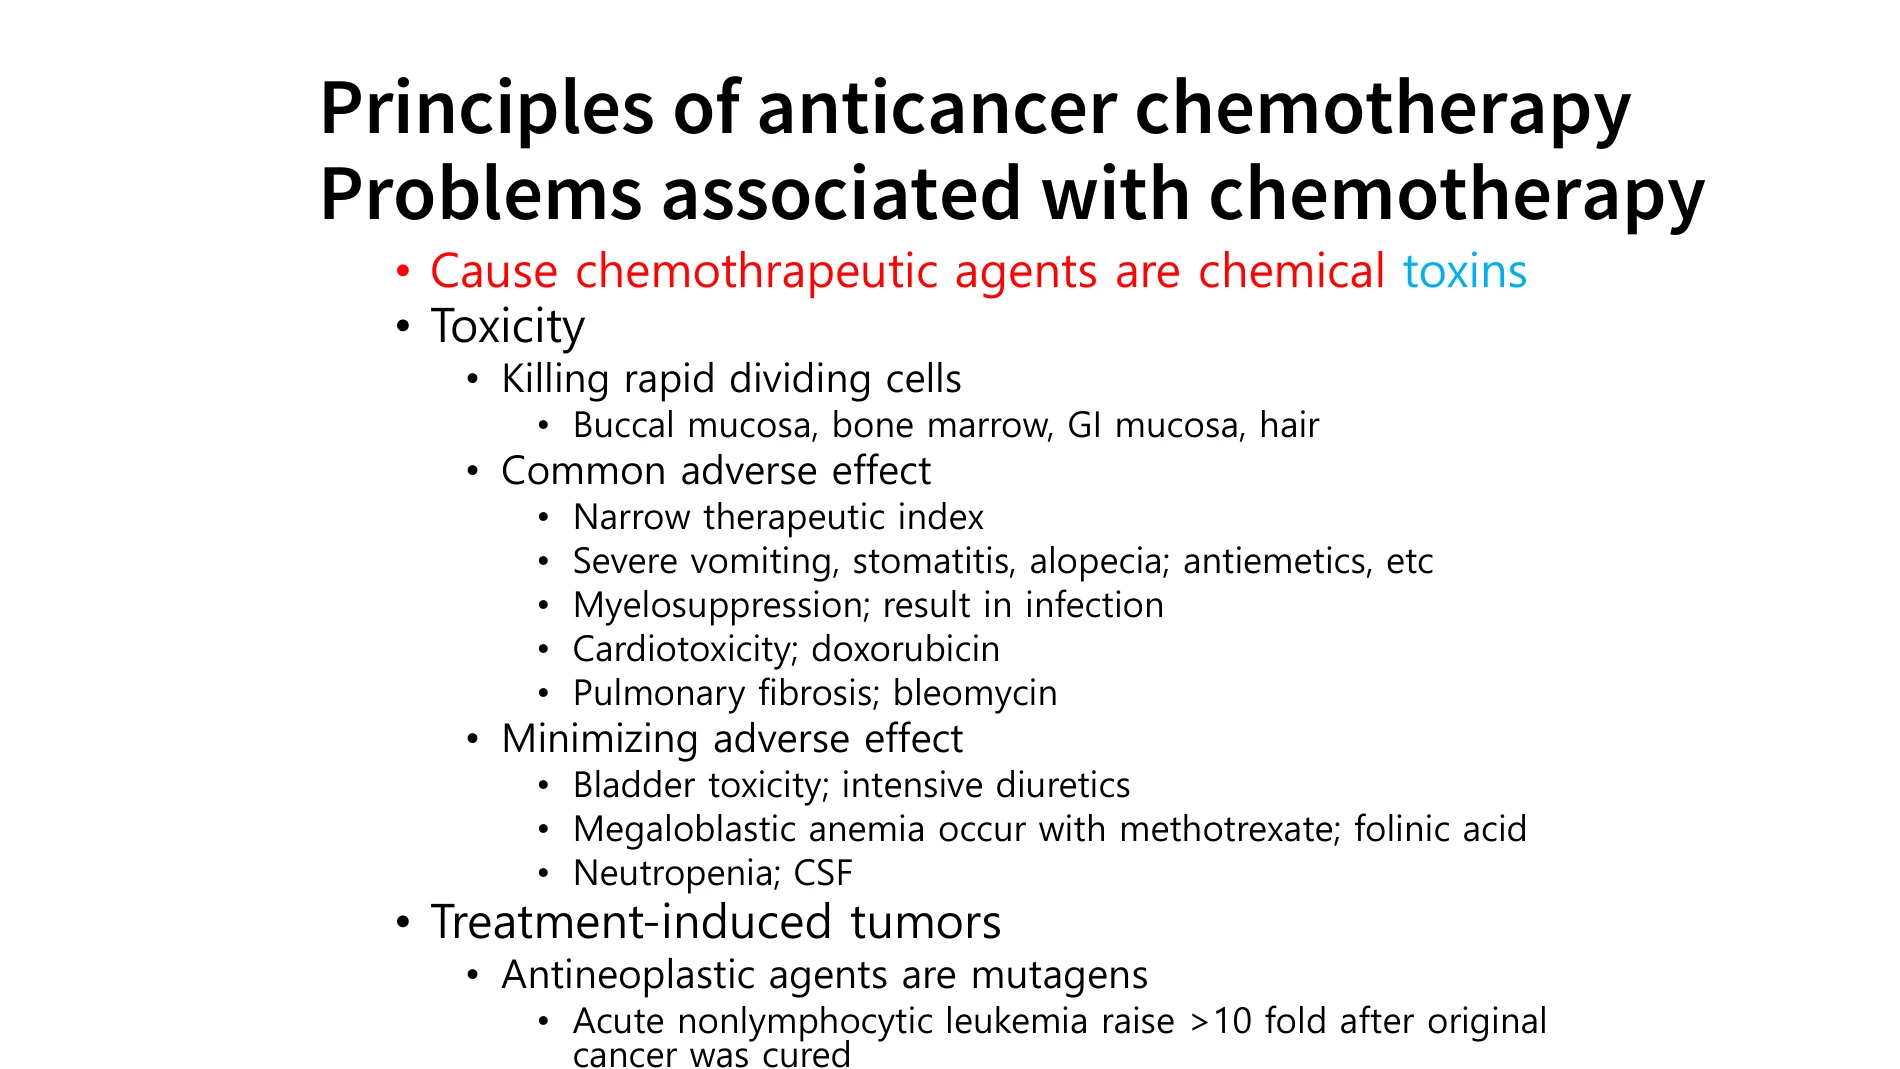 Principles of anticancer chemotherapy
Problems associated with chemotherapy
• Cause chemothrapeutic agents are chemical toxins
• Toxicity
• Killing rapid dividing cells
• Buccal mucosa, bone marrow, GI mucosa, hair
• Common adverse effect
• Narrow therapeutic index
• Severe vomiting, stomatitis, alopecia; antiemetics, etc
• Myelosuppression; result in infection
• Cardiotoxicity; doxorubicin
• Pulmonary fibrosis; bleomycin
• Minimizing adverse effect
• Bladder toxicity; intensive diuretics
• Megaloblastic anemia occur with methotrexate; folinic acid
• Neutropenia; CSF
• Treatment-induced tumors
• Antineoplastic agents are mutagens
• Acute nonlymphocytic leukemia raise >10 fold after original
cancer was cured